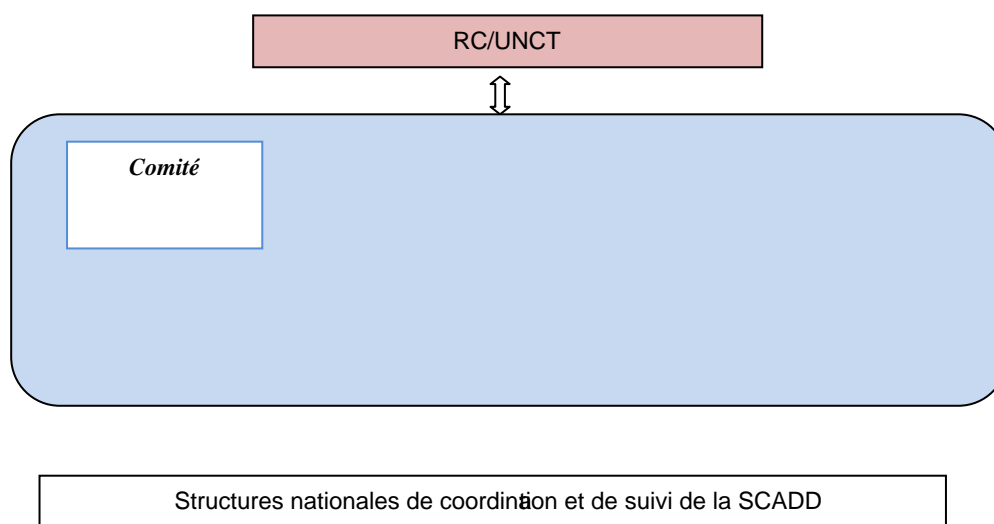 RC/UNCT
Comité
Structures nationales de coordination et de suivi de la SCADD